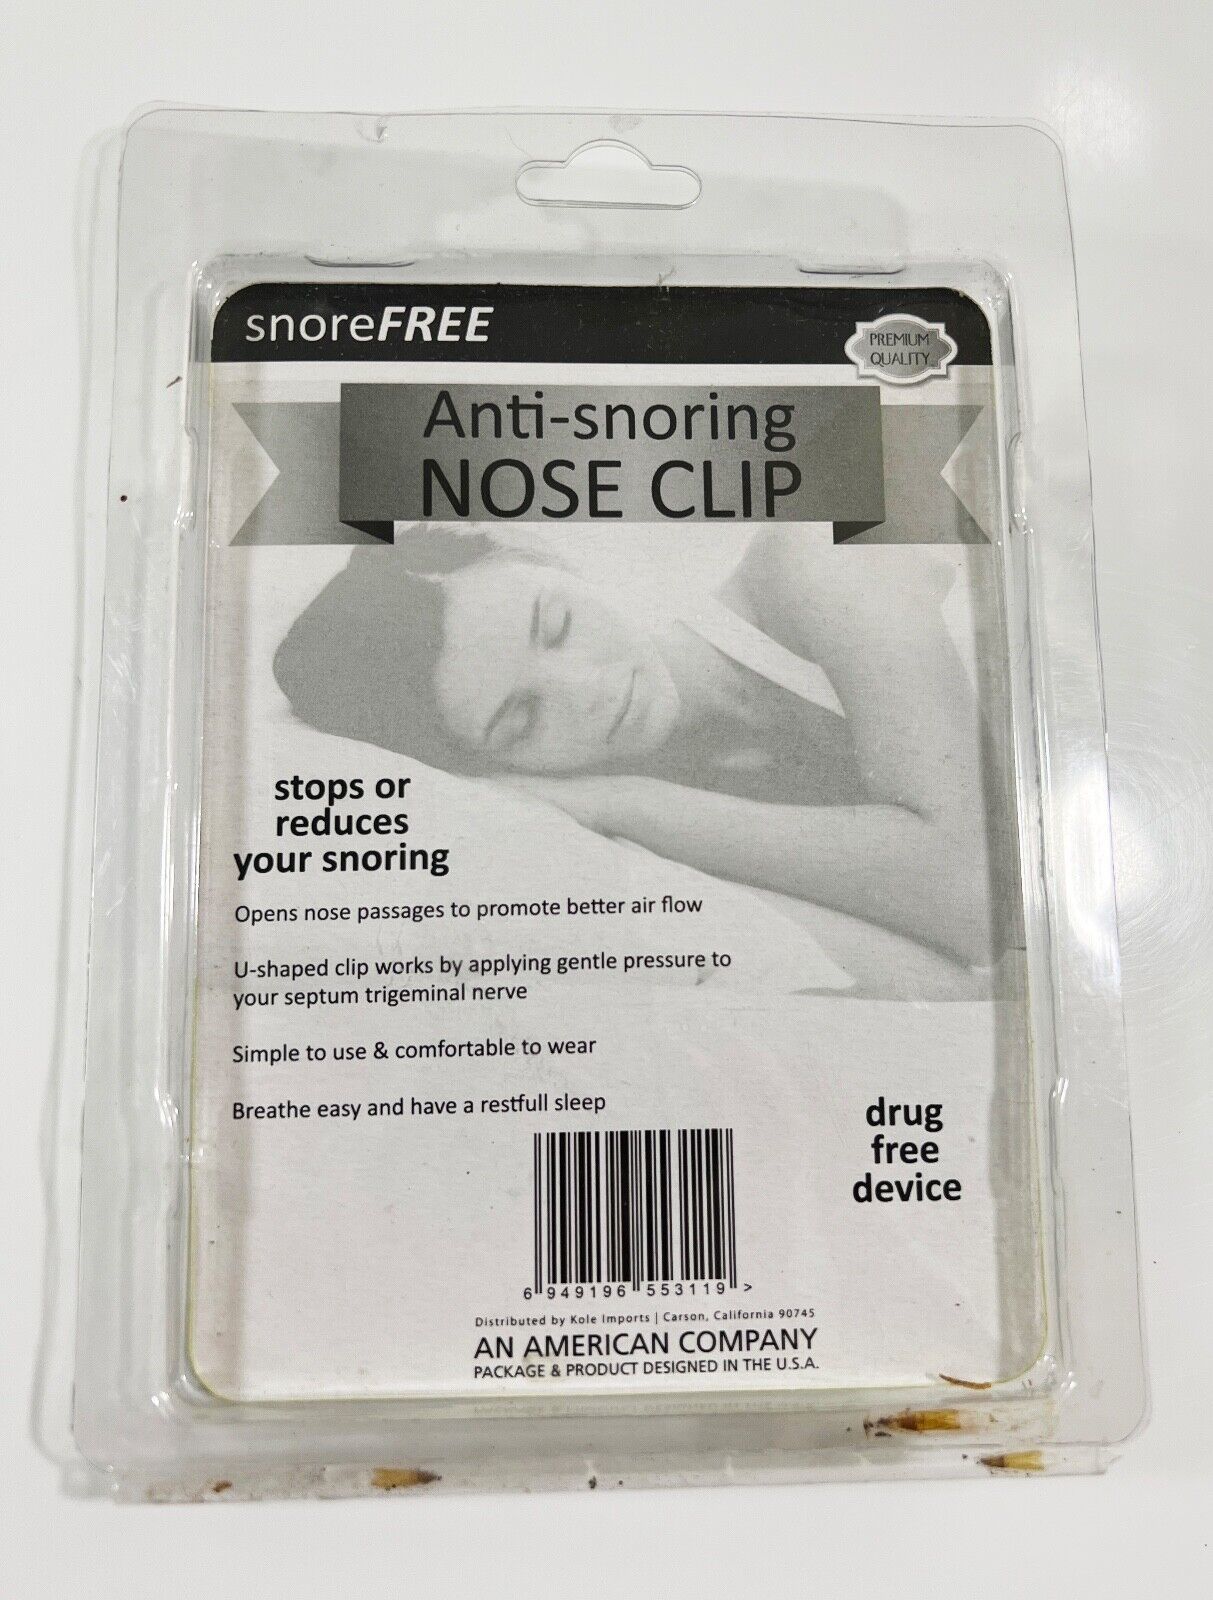 snoreFREE
PREMIUM
QUALITY
Anti-snoring
NOSE CLIP
stops or
reduces
your snoring
Opens nose passages to promote better air flow
U-shaped clip works by applying gentle pressure to
your septum trigeminal nerve
Simple to use & comfortable to wear
Breathe easy and have a restfull sleep
drug
free
device
6 949196 553119 >
Distributed by Kole Imports | Carson, California 90745
AN AMERICAN COMPANY
PACKAGE & PRODUCT DESIGNED IN THE U.S.A.